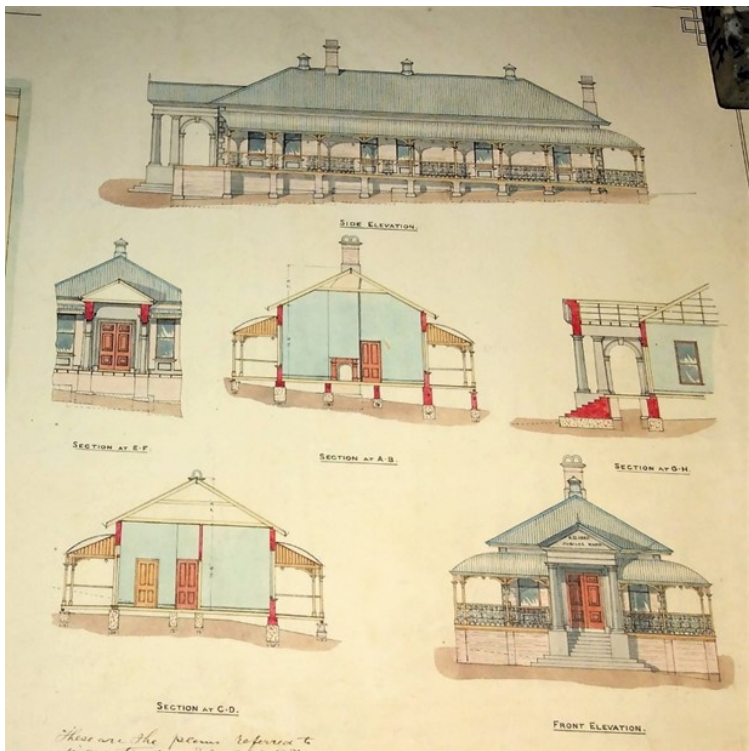 SIDE ELEVATION.
SECTION AT E-F
SECTION AT A-B.
SECTION AT G-H.
SECTION AT C-D.
FRONT ELEVATION.
These are the plans referred to